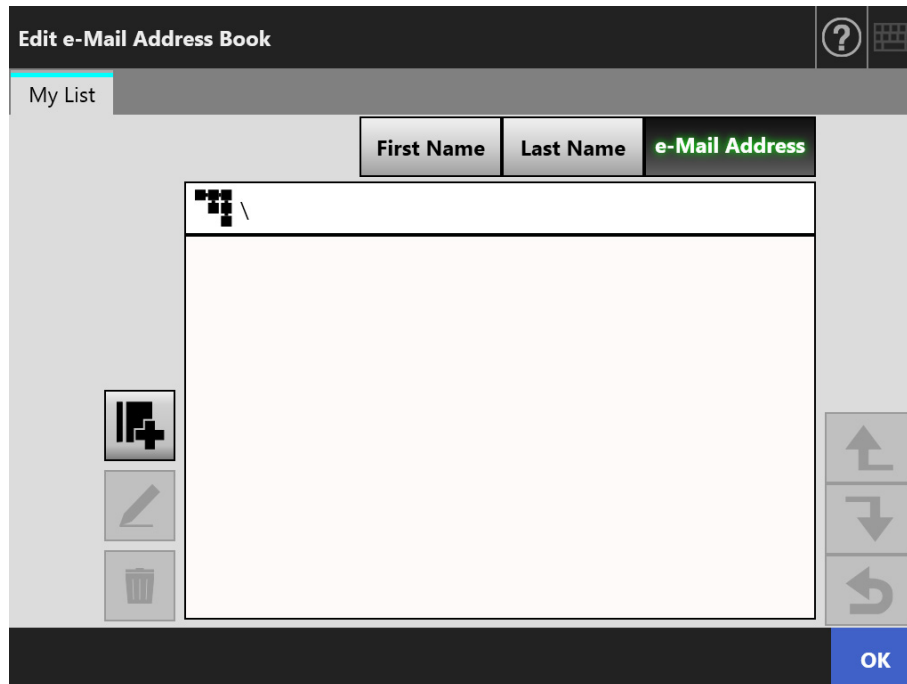 Edit e-Mail Address Book
?
My List
First Name Last Name e-Mail Address
\
OK